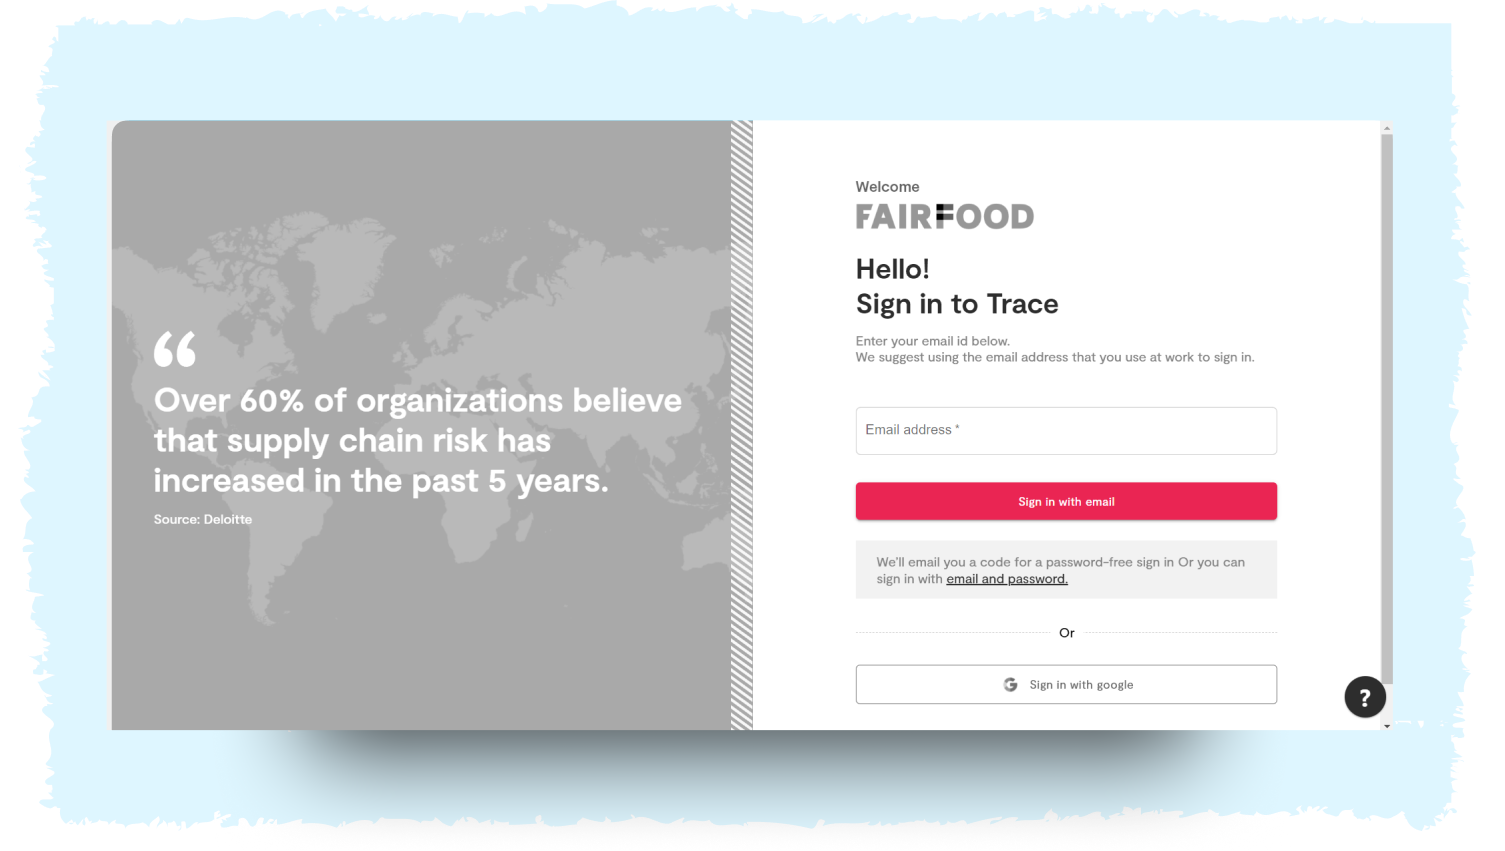 “
Over 60% of organizations believe
that supply chain risk has
increased in the past 5 years.
Source: Deloitte
Welcome
FAIRFOOD
Hello!
Sign in to Trace
Enter your email id below.
We suggest using the email address that you use at work to sign in.
Email address *
Sign in with email
We'll email you a code for a password-free sign in Or you can
sign in with email and password.
Or
G Sign in with google
?